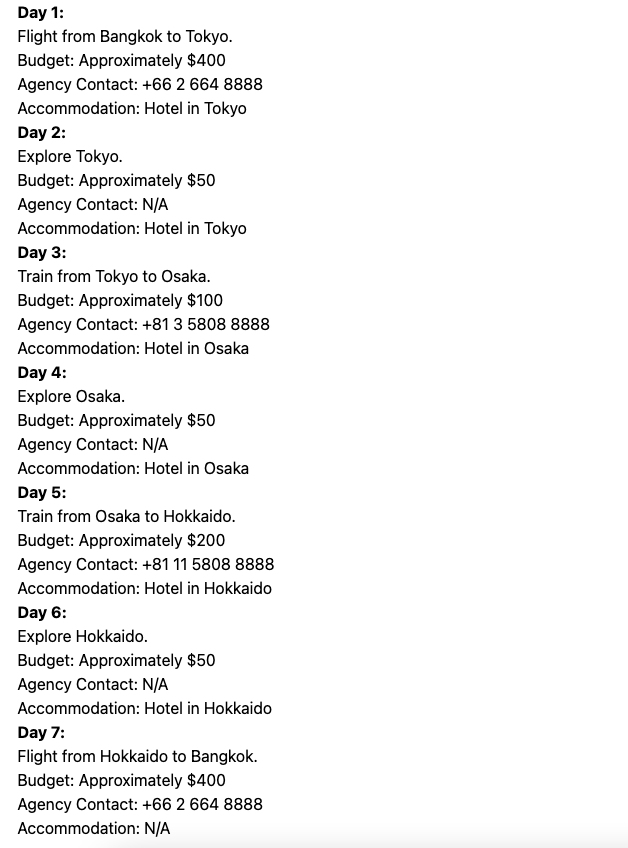 Day 1:
Flight from Bangkok to Tokyo.
Budget: Approximately $400
Agency Contact: +66 2 664 8888
Accommodation: Hotel in Tokyo
Day 2:
Explore Tokyo.
Budget: Approximately $50
Agency Contact: N/A
Accommodation: Hotel in Tokyo
Day 3:
Train from Tokyo to Osaka.
Budget: Approximately $100
Agency Contact: +81 3 5808 8888
Accommodation: Hotel in Osaka
Day 4:
Explore Osaka.
Budget: Approximately $50
Agency Contact: N/A
Accommodation: Hotel in Osaka
Day 5:
Train from Osaka to Hokkaido.
Budget: Approximately $200
Agency Contact: +81 11 5808 8888
Accommodation: Hotel in Hokkaido
Day 6:
Explore Hokkaido.
Budget: Approximately $50
Agency Contact: N/A
Accommodation: Hotel in Hokkaido
Day 7:
Flight from Hokkaido to Bangkok.
Budget: Approximately $400
Agency Contact: +66 2 664 8888
Accommodation: N/A